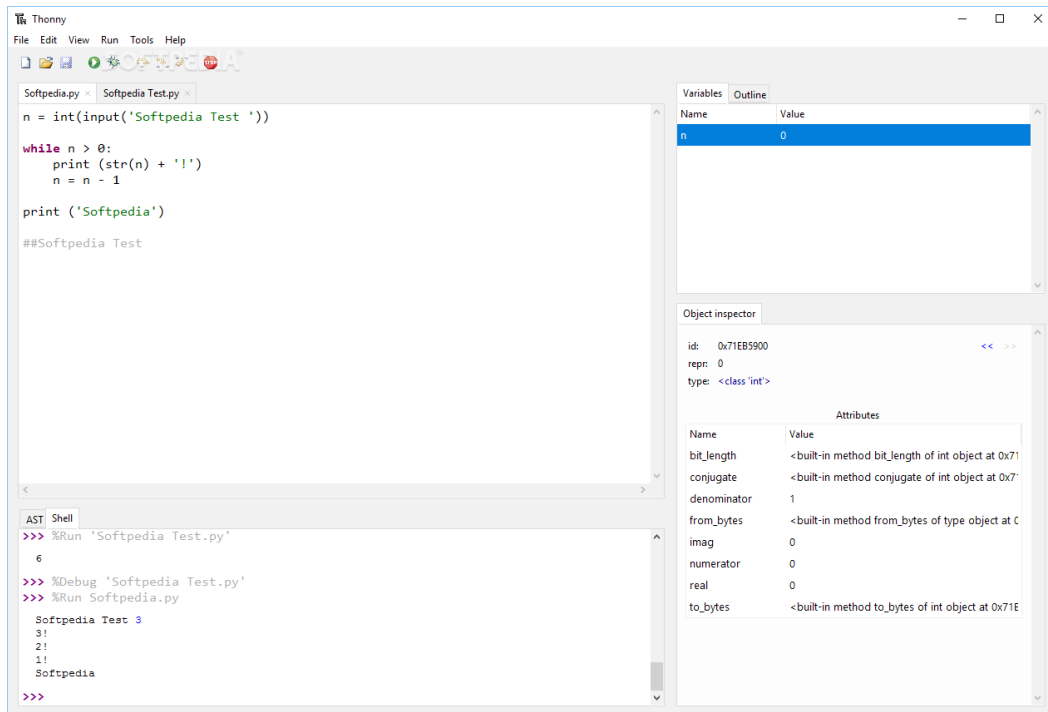 Thonny
File Edit View Run Tools Help
SOFTPEDIA
STOP
Softpedia.py × Softpedia Test.py ×
n = int(input('Softpedia Test '))
while n > 0:
    print (str(n) + '!')
    n = n - 1
print ('Softpedia')
##Softpedia Test
AST Shell
>>> %Run 'Softpedia Test.py'
6
>>> %Debug 'Softpedia Test.py'
>>> %Run Softpedia.py
Softpedia Test 3
3!
2!
1!
Softpedia
>>>
Variables Outline
Name Value
n 0
Object inspector
id: 0x71EB5900 << >>
repr: 0
type: <class 'int'>
Attributes
Name Value
bit_length <built-in method bit_length of int object at 0x71
conjugate <built-in method conjugate of int object at 0x7
denominator 1
from_bytes <built-in method from_bytes of type object at
imag 0
numerator 0
real 0
to_bytes <built-in method to_bytes of int object at 0x71E